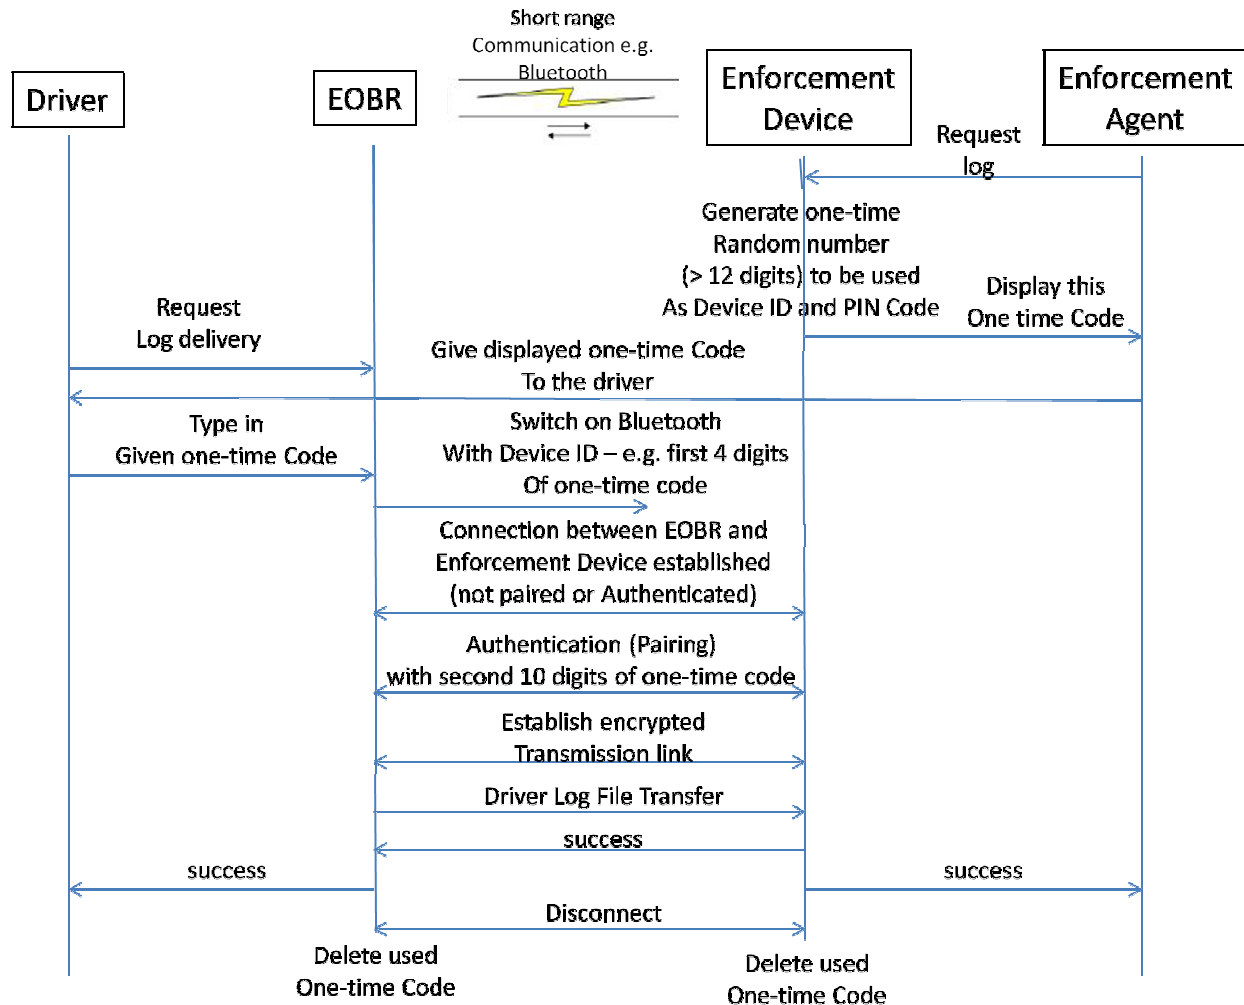 Short range
Communication e.g.
Bluetooth
Driver
EOBR
Enforcement
Device
Enforcement
Agent
Request
log
Generate one-time
Random number
(> 12 digits) to be used
As Device ID and PIN Code
Display this
One time Code
Request
Log delivery
Give displayed one-time Code
To the driver
Type in
Given one-time Code
Switch on Bluetooth
With Device ID – e.g. first 4 digits
Of one-time code
Connection between EOBR and
Enforcement Device established
(not paired or Authenticated)
Authentication (Pairing)
with second 10 digits of one-time code
Establish encrypted
Transmission link
Driver Log File Transfer
success
success
success
Disconnect
Delete used
One-time Code
Delete used
One-time Code